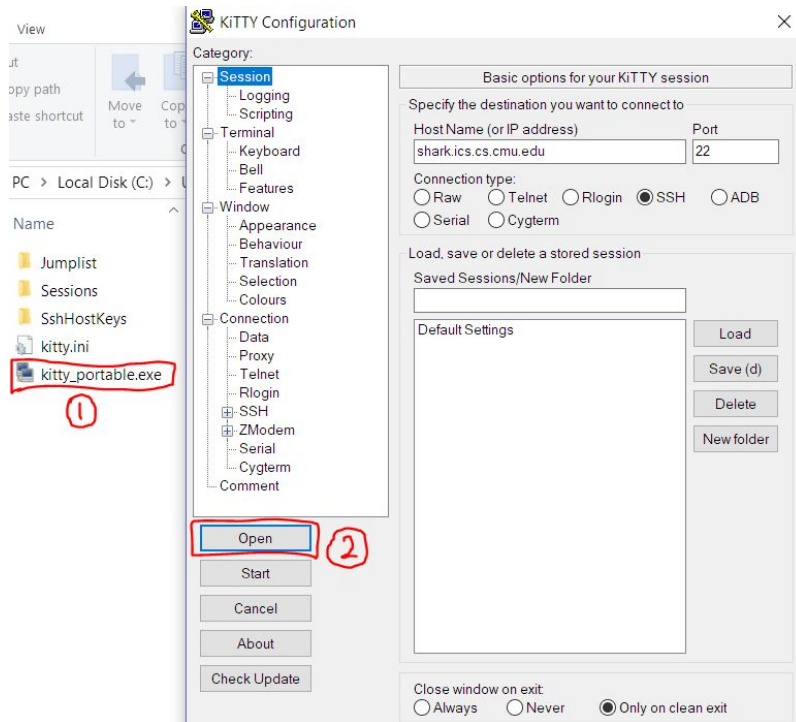 View
ut
opy path
aste shortcut
Move
to
Cop
to
PC > Local Disk (C:) > U
Name
Jumplist
Sessions
SshHostKeys
kitty.ini
kitty_portable.exe
1
KiTTY Configuration
Category:
Session
Logging
Scripting
Terminal
Keyboard
Bell
Features
Window
Appearance
Behaviour
Translation
Selection
Colours
Connection
Data
Proxy
Telnet
Rlogin
SSH
ZModem
Serial
Cygterm
Comment
Open
2
Start
Cancel
About
Check Update
Basic options for your KiTTY session
Specify the destination you want to connect to
Host Name (or IP address) Port
shark.ics.cs.cmu.edu 22
Connection type:
Raw Telnet Rlogin SSH ADB
Serial Cygterm
Load, save or delete a stored session
Saved Sessions/New Folder
Default Settings
Load
Save (d)
Delete
New folder
Close window on exit:
Always Never Only on clean exit